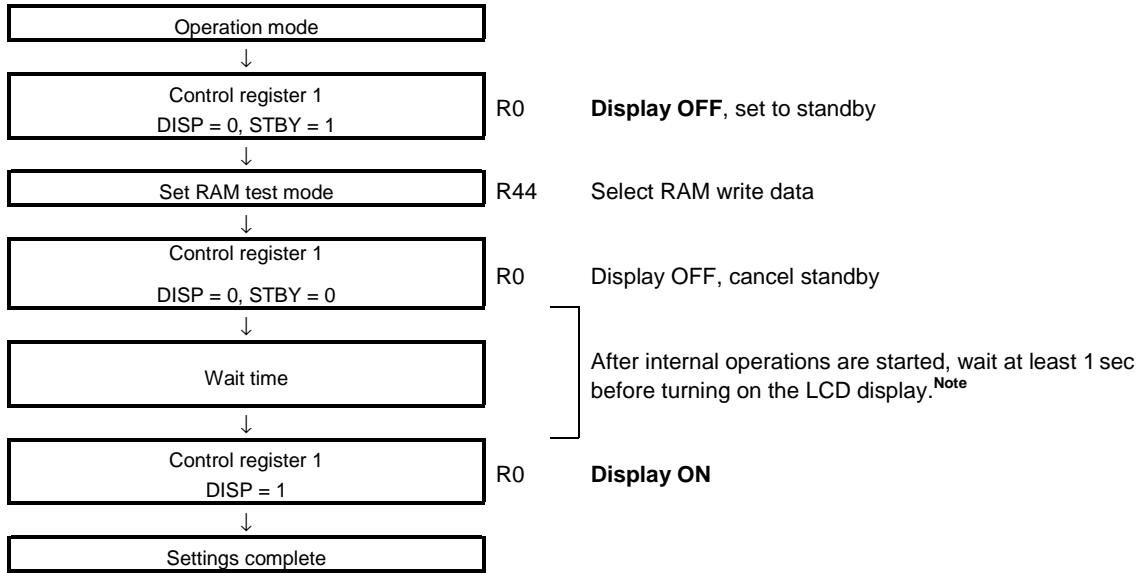 Operation mode
↓
Control register 1
DISP = 0, STBY = 1
R0 Display OFF, set to standby
↓
Set RAM test mode
R44 Select RAM write data
↓
Control register 1
DISP = 0, STBY = 0
R0 Display OFF, cancel standby
↓
Wait time
After internal operations are started, wait at least 1 sec
before turning on the LCD display.Note
↓
Control register 1
DISP = 1
R0 Display ON
↓
Settings complete